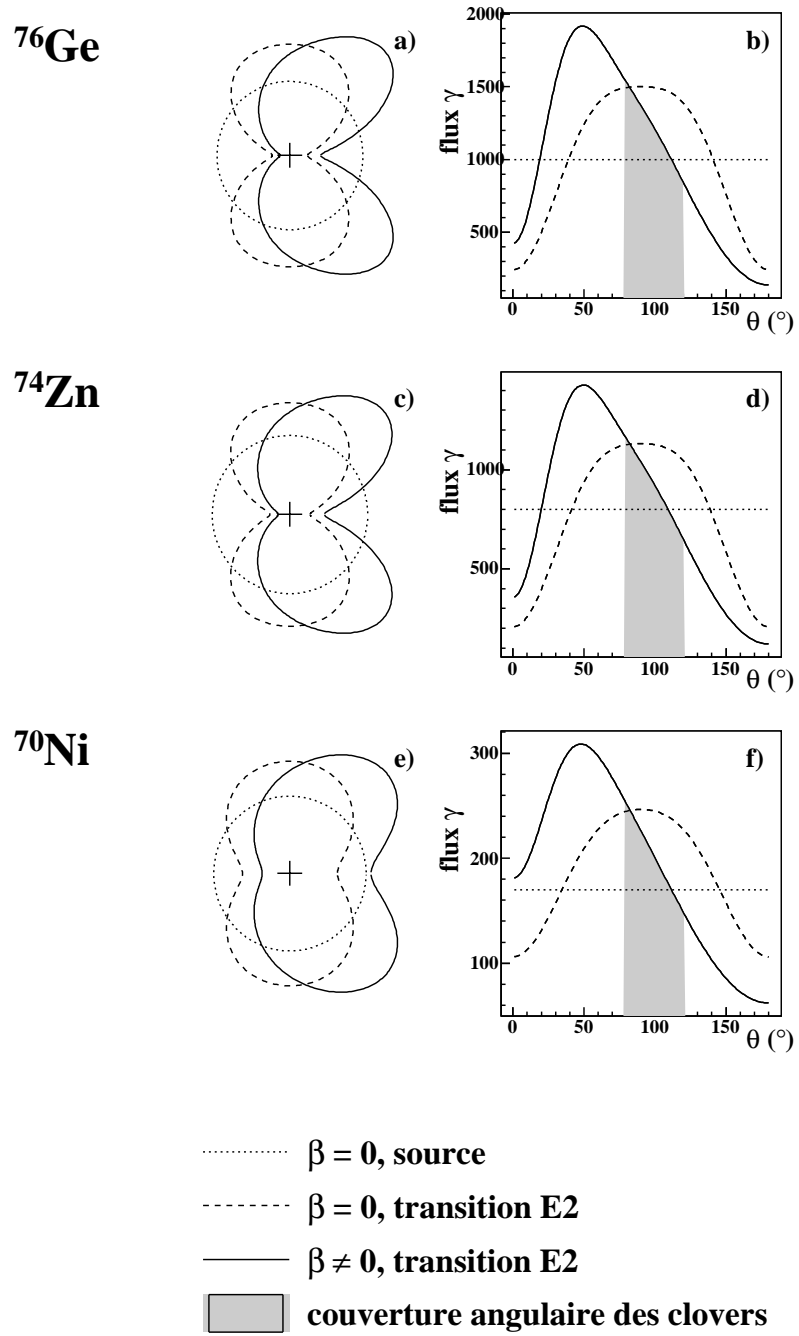 ⁷⁶Ge
a)
b)
flux γ
2000
1500
1000
500
0 50 100 150
θ (°)
⁷⁴Zn
c)
d)
flux γ
1000
500
0 50 100 150
θ (°)
⁷⁰Ni
e)
f)
flux γ
300
200
100
0 50 100 150
θ (°)
β = 0, source
β = 0, transition E2
β ≠ 0, transition E2
couverture angulaire des clovers